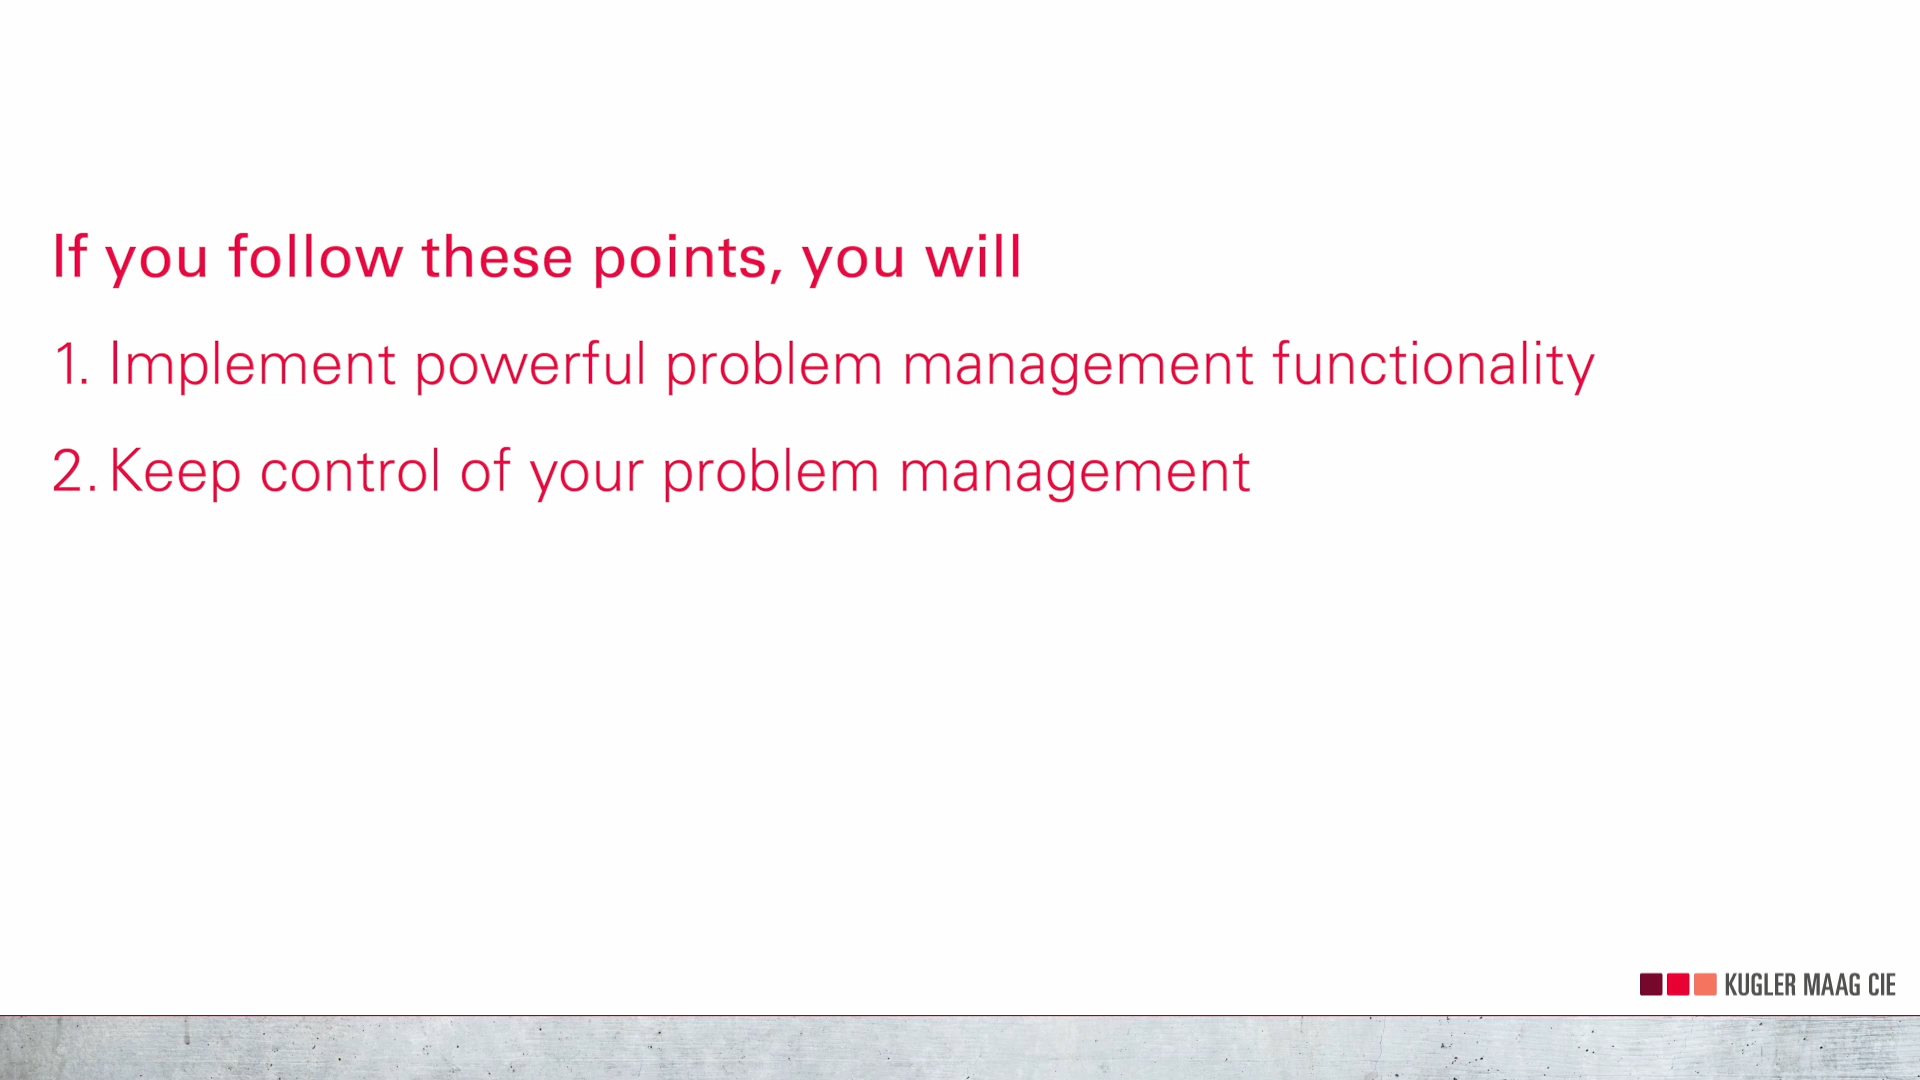 If you follow these points, you will
1. Implement powerful problem management functionality
2. Keep control of your problem management
KUGLER MAAG CIE